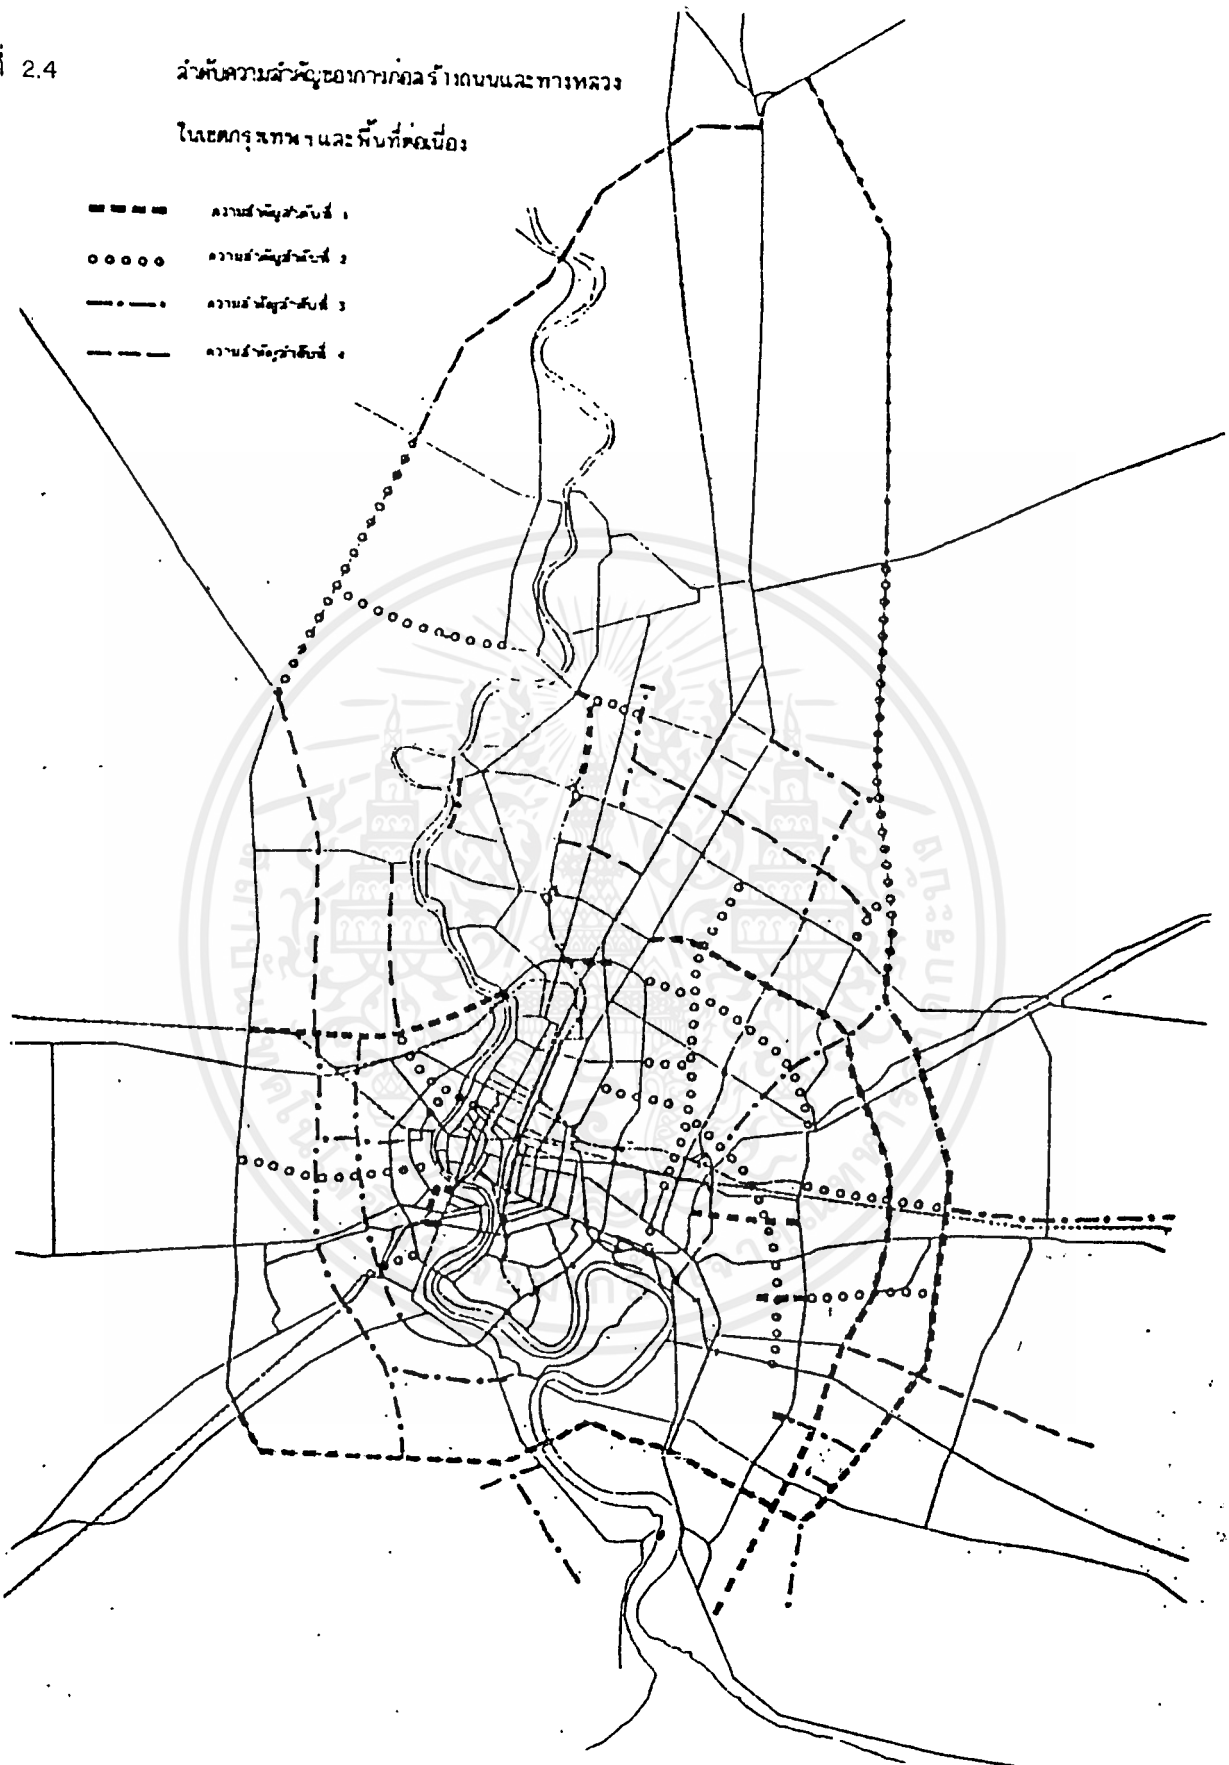 ที่ 2.4
ลำดับความสำคัญของการก่อสร้างถนนและทางหลวง
ในเขตกรุงเทพฯ และพื้นที่ต่อเนื่อง
ความสำคัญลำดับที่ 1
ความสำคัญลำดับที่ 2
ความสำคัญลำดับที่ 3
ความสำคัญลำดับที่ 4